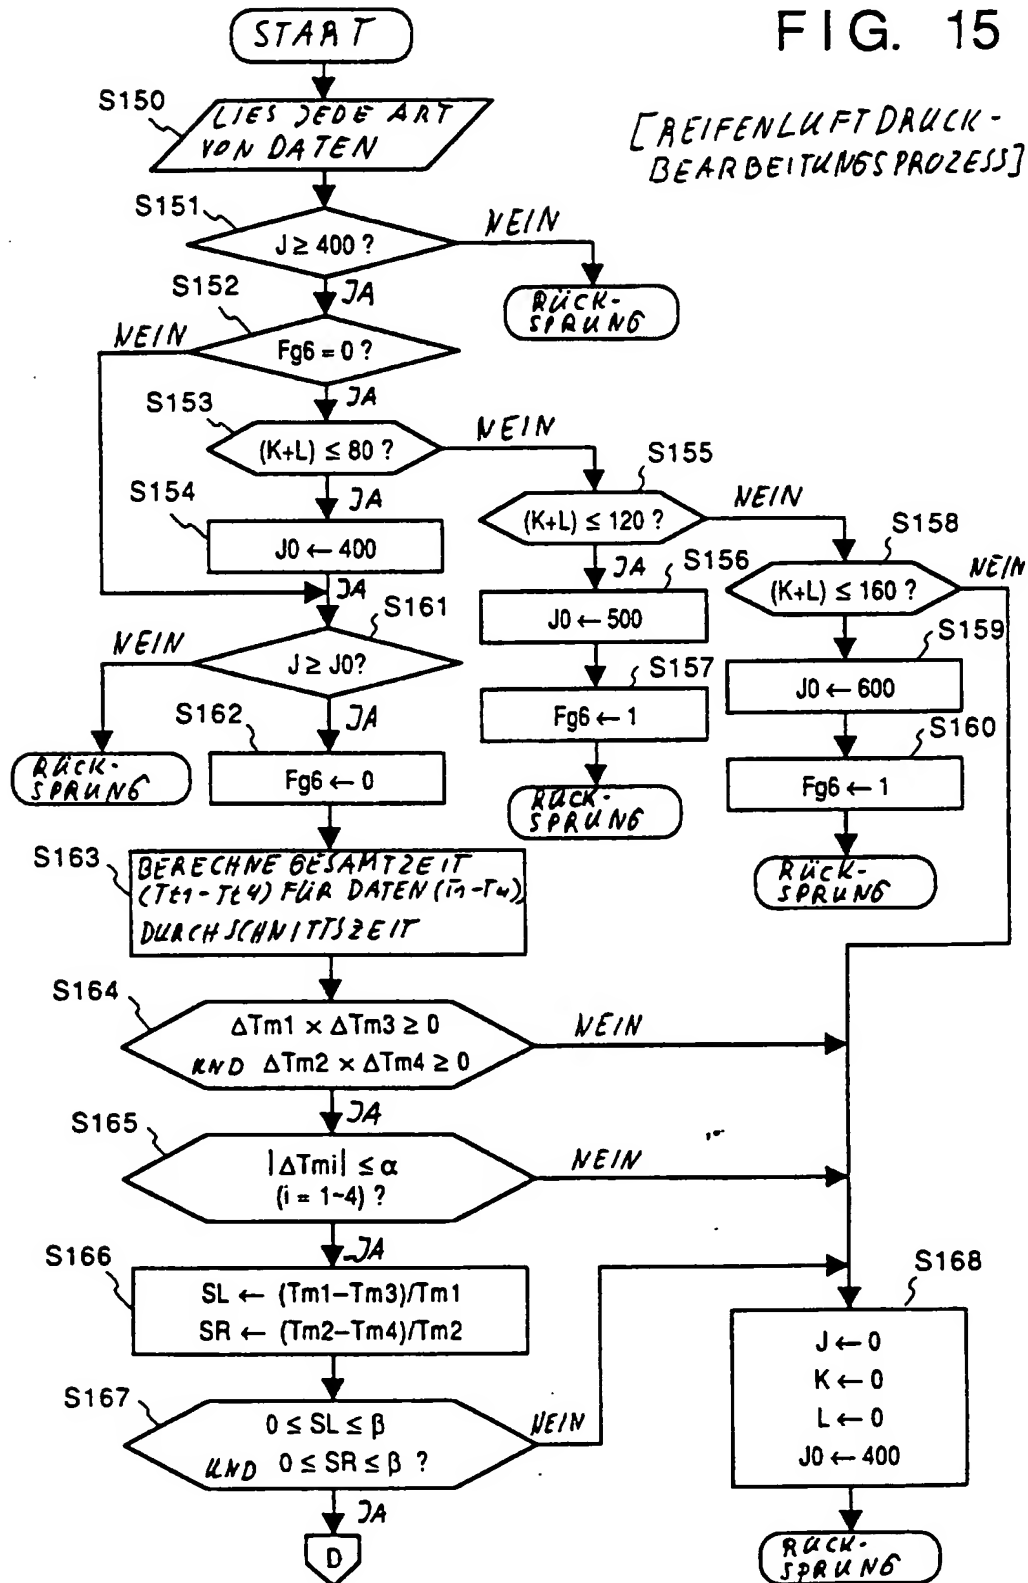 FIG. 15
START
[REIFENLUFTDRUCK-
BEARBEITUNGSPROZESS]
S150
LIES JEDE ART
VON DATEN
S151
J ≥ 400 ?
NEIN
RÜCK-
SPRUNG
JA
S152
NEIN
Fg6 = 0 ?
JA
S153
(K+L) ≤ 80 ?
NEIN
JA
S154
J0 ← 400
JA
S155
(K+L) ≤ 120 ?
NEIN
JA
S156
J0 ← 500
S157
Fg6 ← 1
RÜCK-
SPRUNG
S158
(K+L) ≤ 160 ?
NEIN
S159
J0 ← 600
S160
Fg6 ← 1
RÜCK-
SPRUNG
S161
NEIN
J ≥ J0?
JA
RÜCK-
SPRUNG
S162
Fg6 ← 0
S163
BERECHNE GESAMTZEIT
(Tt1-Tt4) FÜR DATEN
DURCHSCHNITTSZEIT
S164
ΔTm1 × ΔTm3 ≥ 0
UND ΔTm2 × ΔTm4 ≥ 0
NEIN
JA
S165
|ΔTmi| ≤ α
(i = 1~4) ?
NEIN
JA
S166
SL ← (Tm1–Tm3)/Tm1
SR ← (Tm2–Tm4)/Tm2
S167
0 ≤ SL ≤ β
UND 0 ≤ SR ≤ β ?
NEIN
JA
D
S168
J ← 0
K ← 0
L ← 0
J0 ← 400
RÜCK-
SPRUNG